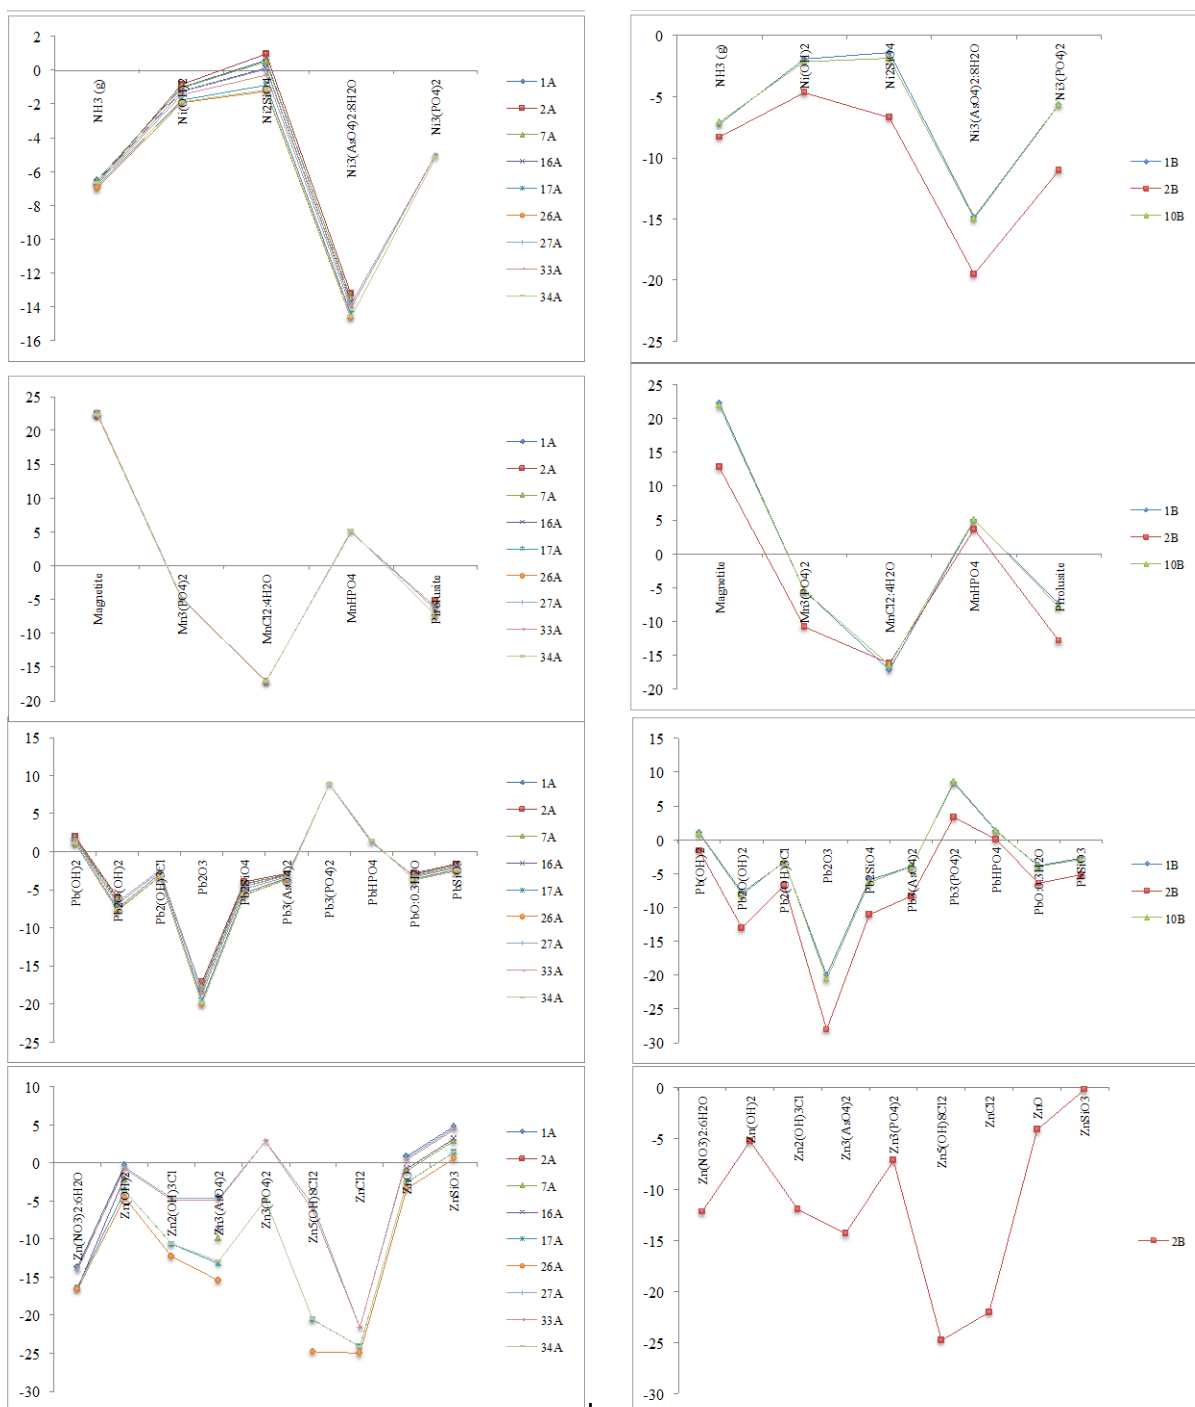 2
0
-2
-4
-6
-8
-10
-12
-14
-16
NH3 (g)
Ni(OH)2
Ni2SiO4
Ni3(AsO4)2:8H2O
Ni3(PO4)2
1A
2A
7A
16A
17A
26A
27A
33A
34A
0
-5
-10
-15
-20
-25
NH3 (g)
Ni(OH)2
Ni2SiO4
Ni3(AsO4)2:8H2O
Ni3(PO4)2
1B
2B
10B
25
20
15
10
5
0
-5
-10
-15
-20
Magnetite
Mn3(PO4)2
MnCl2:4H2O
MnHPO4
Pirolusite
1A
2A
7A
16A
17A
26A
27A
33A
34A
25
20
15
10
5
0
-5
-10
-15
-20
Magnetite
Mn3(PO4)2
MnCl2:4H2O
MnHPO4
Pirolusite
1B
2B
10B
15
10
5
0
-5
-10
-15
-20
-25
Pb(OH)2
Pb2(OH)3Cl
Pb2O3
Pb2SiO4
Pb3(AsO4)2
Pb3(PO4)2
PbHPO4
PbO:0.3H2O
PbSiO3
1A
2A
7A
16A
17A
26A
27A
33A
34A
15
10
5
0
-5
-10
-15
-20
-25
-30
Pb(OH)2
Pb2O(OH)2
Pb2(OH)3Cl
Pb2O3
Pb2SiO4
Pb3(AsO4)2
Pb3(PO4)2
PbHPO4
PbO:0.3H2O
PbSiO3
1B
2B
10B
10
5
0
-5
-10
-15
-20
-25
-30
Zn(NO3)2:6H2O
Zn(OH)2
Zn2(OH)3Cl
Zn3(AsO4)2
Zn3(PO4)2
Zn5(OH)8Cl2
ZnCl2
ZnO
ZnSiO3
1A
2A
7A
16A
17A
26A
27A
33A
34A
0
-5
-10
-15
-20
-25
-30
Zn(NO3)2:6H2O
Zn(OH)2
Zn2(OH)3Cl
Zn3(AsO4)2
Zn3(PO4)2
Zn5(OH)8Cl2
ZnCl2
ZnO
ZnSiO3
2B